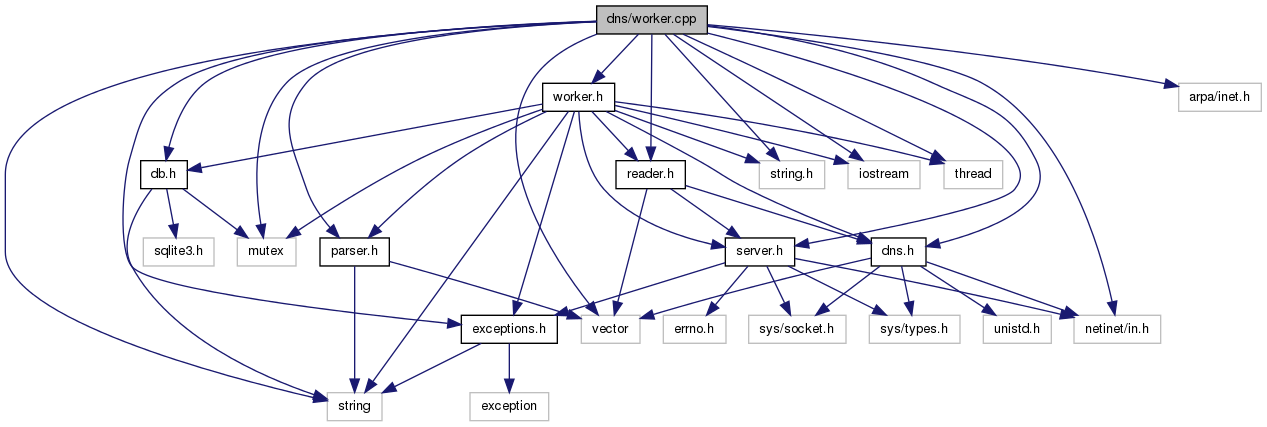 dns/worker.cpp
worker.h
arpa/inet.h
db.h
reader.h
string.h
iostream
thread
sqlite3.h
mutex
parser.h
server.h
dns.h
exceptions.h
vector
errno.h
sys/socket.h
sys/types.h
unistd.h
netinet/in.h
string
exception